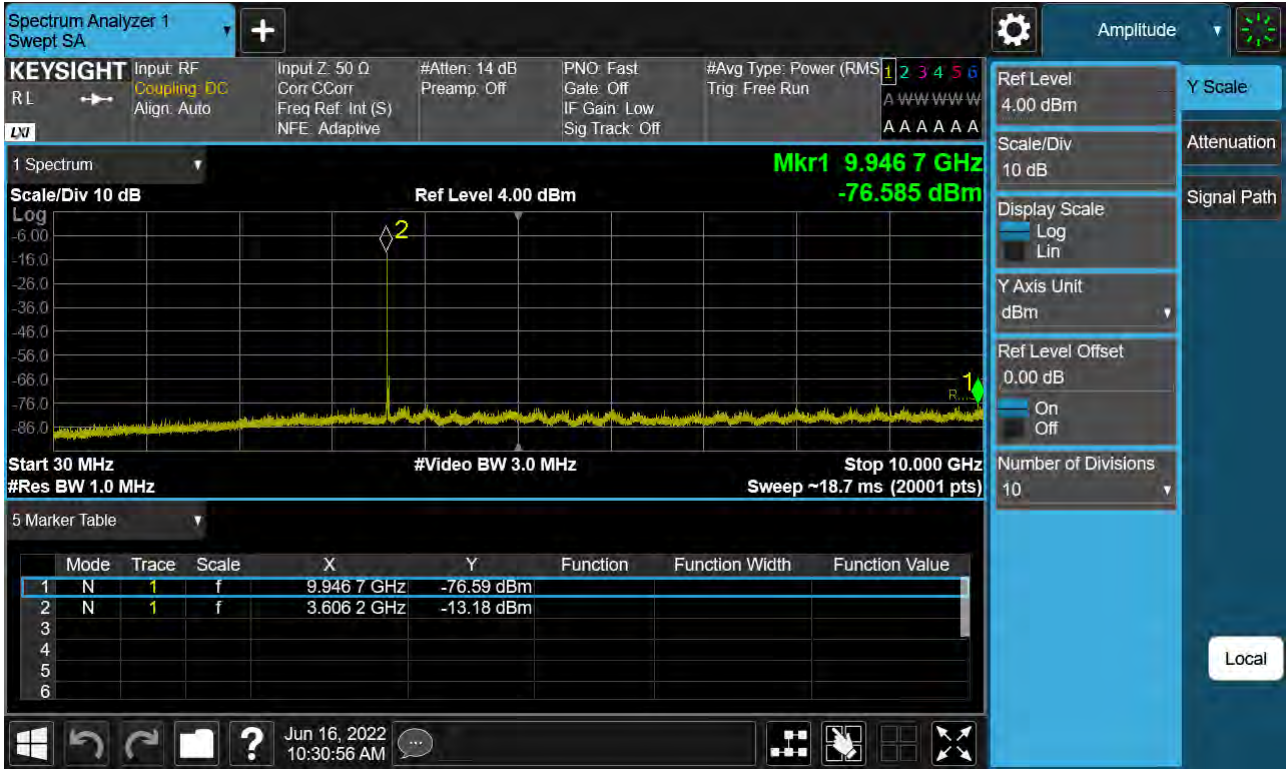 Spectrum Analyzer 1
Swept SA
+
Amplitude
KEYSIGHT
R L
LXI
Input: RF
Coupling: DC
Align: Auto
Input Z: 50 Ω
Corr CCorr
Freq Ref: Int (S)
NFE: Adaptive
#Atten: 14 dB
Preamp: Off
PNO: Fast
Gate: Off
IF Gain: Low
Sig Track: Off
#Avg Type: Power (RMS
Trig: Free Run
1 2 3 4 5 6
A W W W W W
A A A A A A
1 Spectrum
Mkr1 9.946 7 GHz
Scale/Div 10 dB
Ref Level 4.00 dBm
-76.585 dBm
Log
-6.00
-16.0
-26.0
-36.0
-46.0
-56.0
-66.0
-76.0
-86.0
2
1
R...S
Start 30 MHz
#Video BW 3.0 MHz
Stop 10.000 GHz
#Res BW 1.0 MHz
Sweep ~18.7 ms (20001 pts)
5 Marker Table
Mode Trace Scale X Y Function Function Width Function Value
1 N 1 f 9.946 7 GHz -76.59 dBm
2 N 1 f 3.606 2 GHz -13.18 dBm
3
4
5
6
Ref Level
4.00 dBm
Scale/Div
10 dB
Display Scale
Log
Lin
Y Axis Unit
dBm
Ref Level Offset
0.00 dB
On
Off
Number of Divisions
10
Y Scale
Attenuation
Signal Path
Local
?
Jun 16, 2022
10:30:56 AM